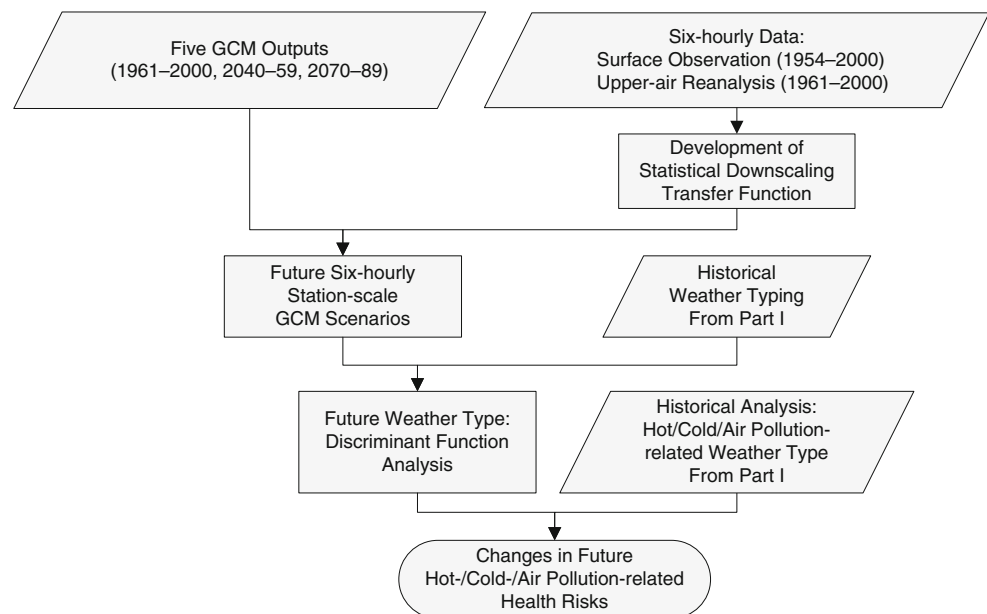 Five GCM Outputs
(1961–2000, 2040–59, 2070–89)
Six-hourly Data:
Surface Observation (1954–2000)
Upper-air Reanalysis (1961–2000)
Development of
Statistical Downscaling
Transfer Function
Future Six-hourly
Station-scale
GCM Scenarios
Historical
Weather Typing
From Part I
Future Weather Type:
Discriminant Function
Analysis
Historical Analysis:
Hot/Cold/Air Pollution-
related Weather Type
From Part I
Changes in Future
Hot-/Cold-/Air Pollution-related
Health Risks